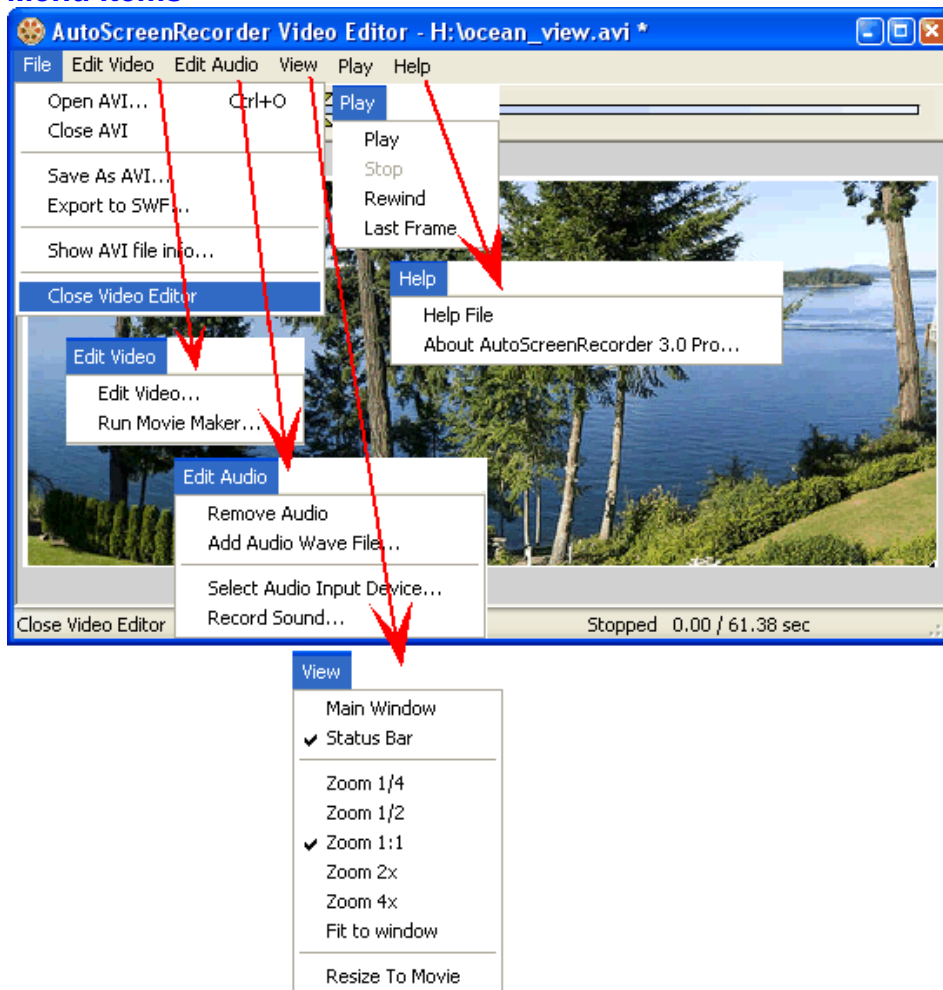 Menu Items
AutoScreenRecorder Video Editor - H:\ocean_view.avi *
File Edit Video Edit Audio View Play Help
Open AVI... Ctrl+O
Close AVI
Save As AVI...
Export to SWF...
Show AVI file info...
Close Video Editor
Play
Play
Stop
Rewind
Last Frame
Help
Help File
About AutoScreenRecorder 3.0 Pro...
Edit Video
Edit Video...
Run Movie Maker...
Edit Audio
Remove Audio
Add Audio Wave File...
Select Audio Input Device...
Record Sound...
Close Video Editor Stopped 0.00 / 61.38 sec
View
Main Window
Status Bar
Zoom 1/4
Zoom 1/2
Zoom 1:1
Zoom 2x
Zoom 4x
Fit to window
Resize To Movie